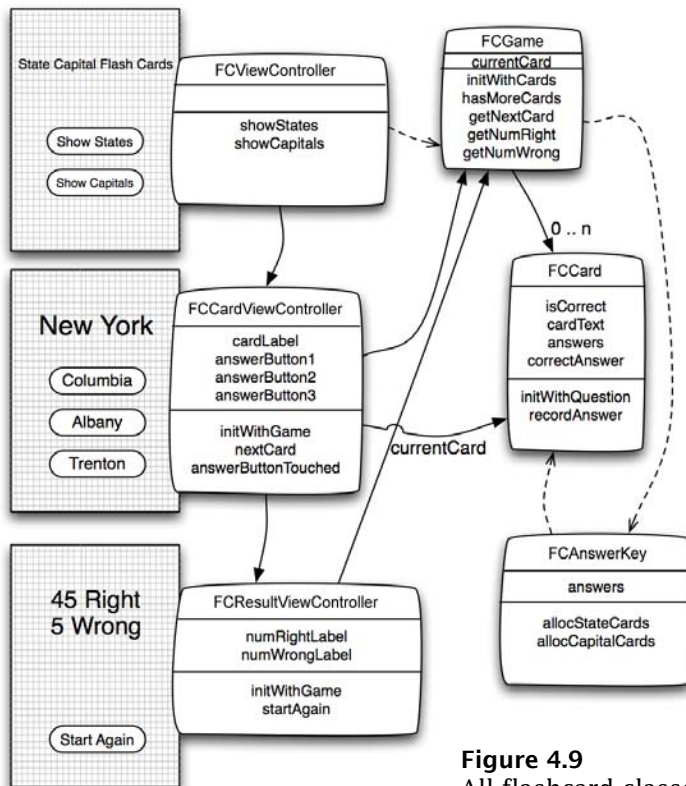 State Capital Flash Cards
Show States
Show Capitals
FCViewController
showStates
showCapitals
FCGame
currentCard
initWithCards
hasMoreCards
getNextCard
getNumRight
getNumWrong
0 .. n
New York
Columbia
Albany
Trenton
FCCardViewController
cardLabel
answerButton1
answerButton2
answerButton3
initWithGame
nextCard
answerButtonTouched
currentCard
FCCard
isCorrect
cardText
answers
correctAnswer
initWithQuestion
recordAnswer
45 Right
5 Wrong
Start Again
FCResultViewController
numRightLabel
numWrongLabel
initWithGame
startAgain
FCAnswerKey
answers
allocStateCards
allocCapitalCards
Figure 4.9
All flashcard